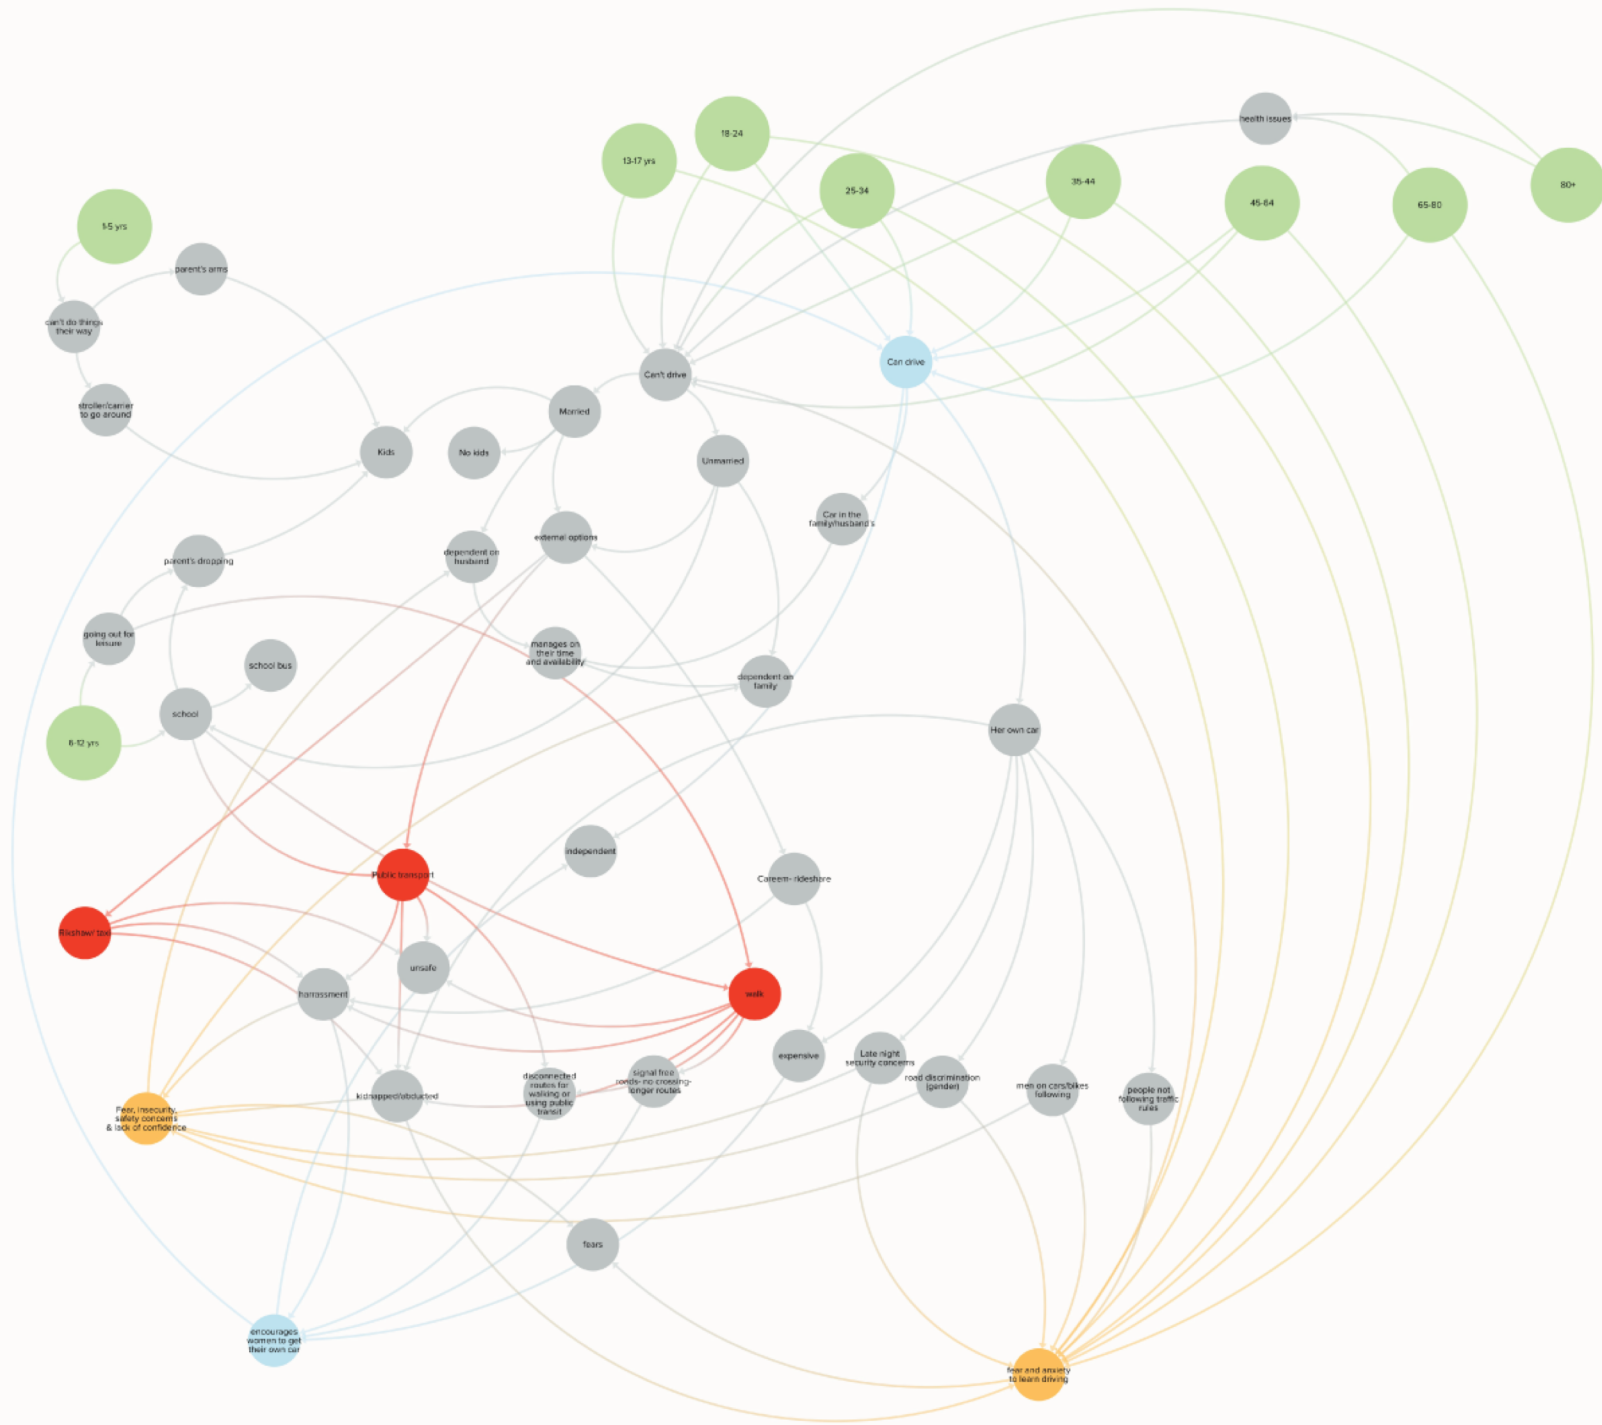 health issues
18-24
13-17 yrs
35-44
80+
25-34
45-64
65-80
1-5 yrs
parent's arms
can't do things
their way
Can drive
Can't drive
stroller/carrier
to go around
Married
Kids
No kids
Unmarried
Car in the
family/husband's
external options
dependent on
husband
parent's dropping
going out for
leisure
manages on
their time
and availability
school bus
dependent on
family
school
Her own car
6-12 yrs
independent
Public transport
Careem- rideshare
Rikshaw/ taxi
unsafe
harrassment
walk
expensive
Late night
security concerns
road discrimination
(gender)
signal free
roads- no crossing-
longer routes
disconnected
routes for
walking or
using public
transit
men on cars/bikes
following
people not
following traffic
rules
kidnapped/abducted
Fear, insecurity,
safety concerns
& lack of confidence
fears
encourages
women to get
their own car
fear and anxiety
to learn driving